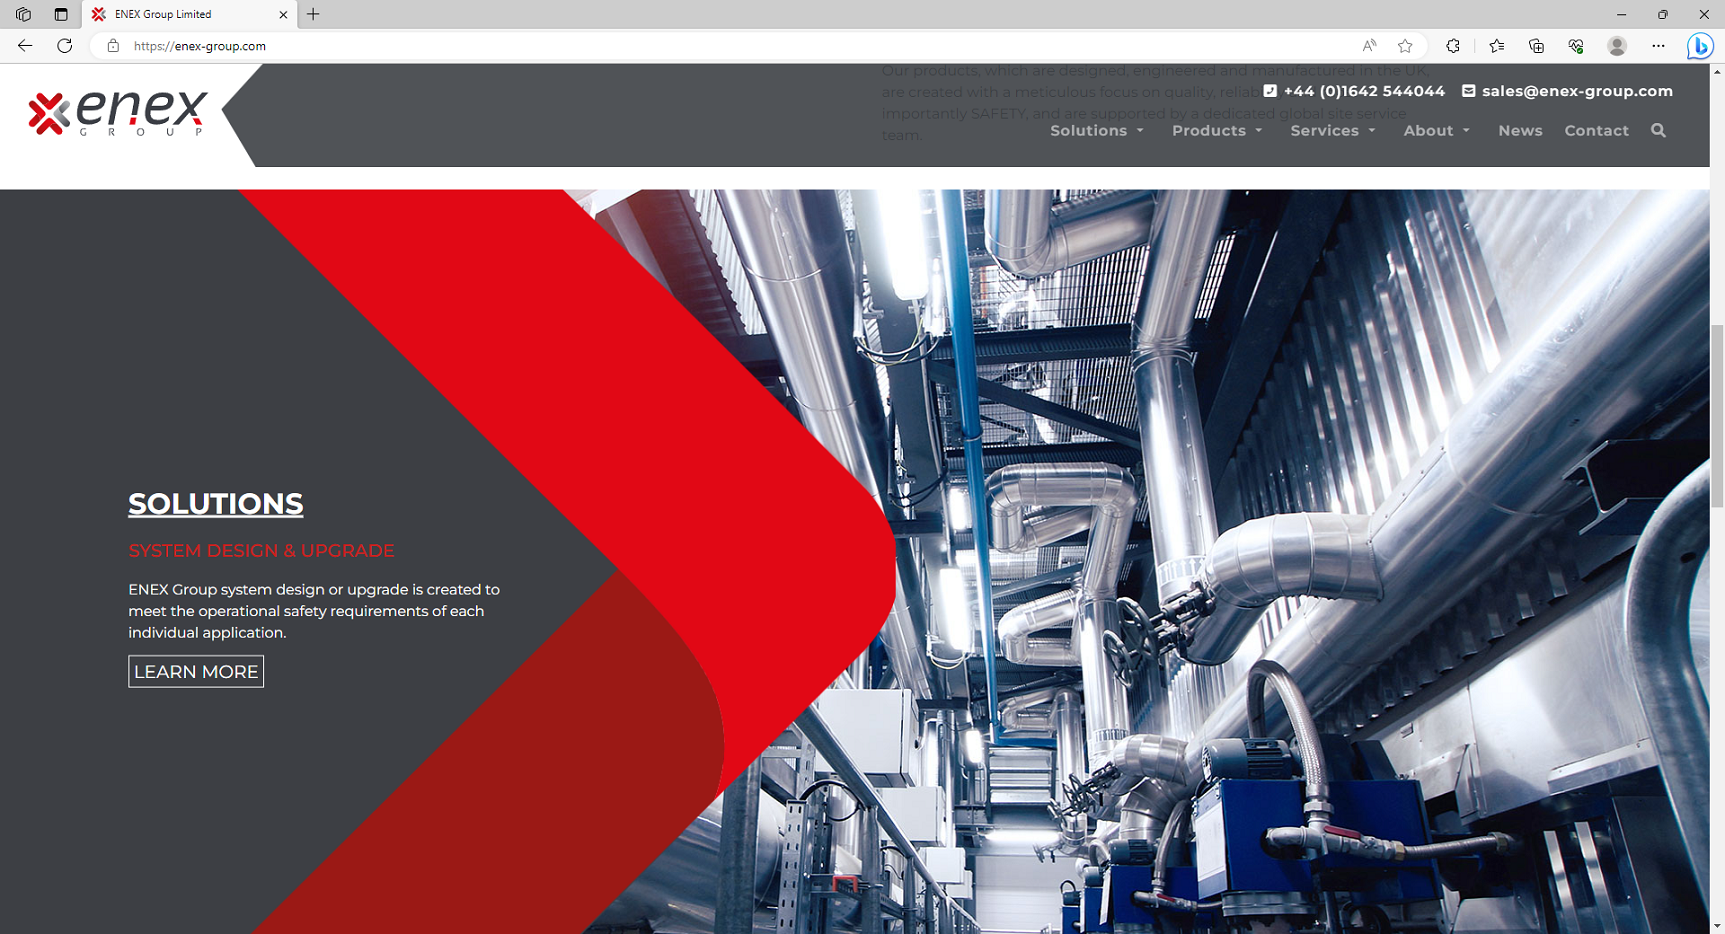 ENEX Group Limited
https://enex-group.com
Our products, which are designed, engineered and manufactured in the UK,
are created with a meticulous focus on quality,
importantly SAFETY, and are supported by a dedicated global site service
team.
+44 (0)1642 544044 sales@enex-group.com
enex
GROUP
Solutions Products Services About News Contact
SOLUTIONS
SYSTEM DESIGN & UPGRADE
ENEX Group system design or upgrade is created to
meet the operational safety requirements of each
individual application.
LEARN MORE